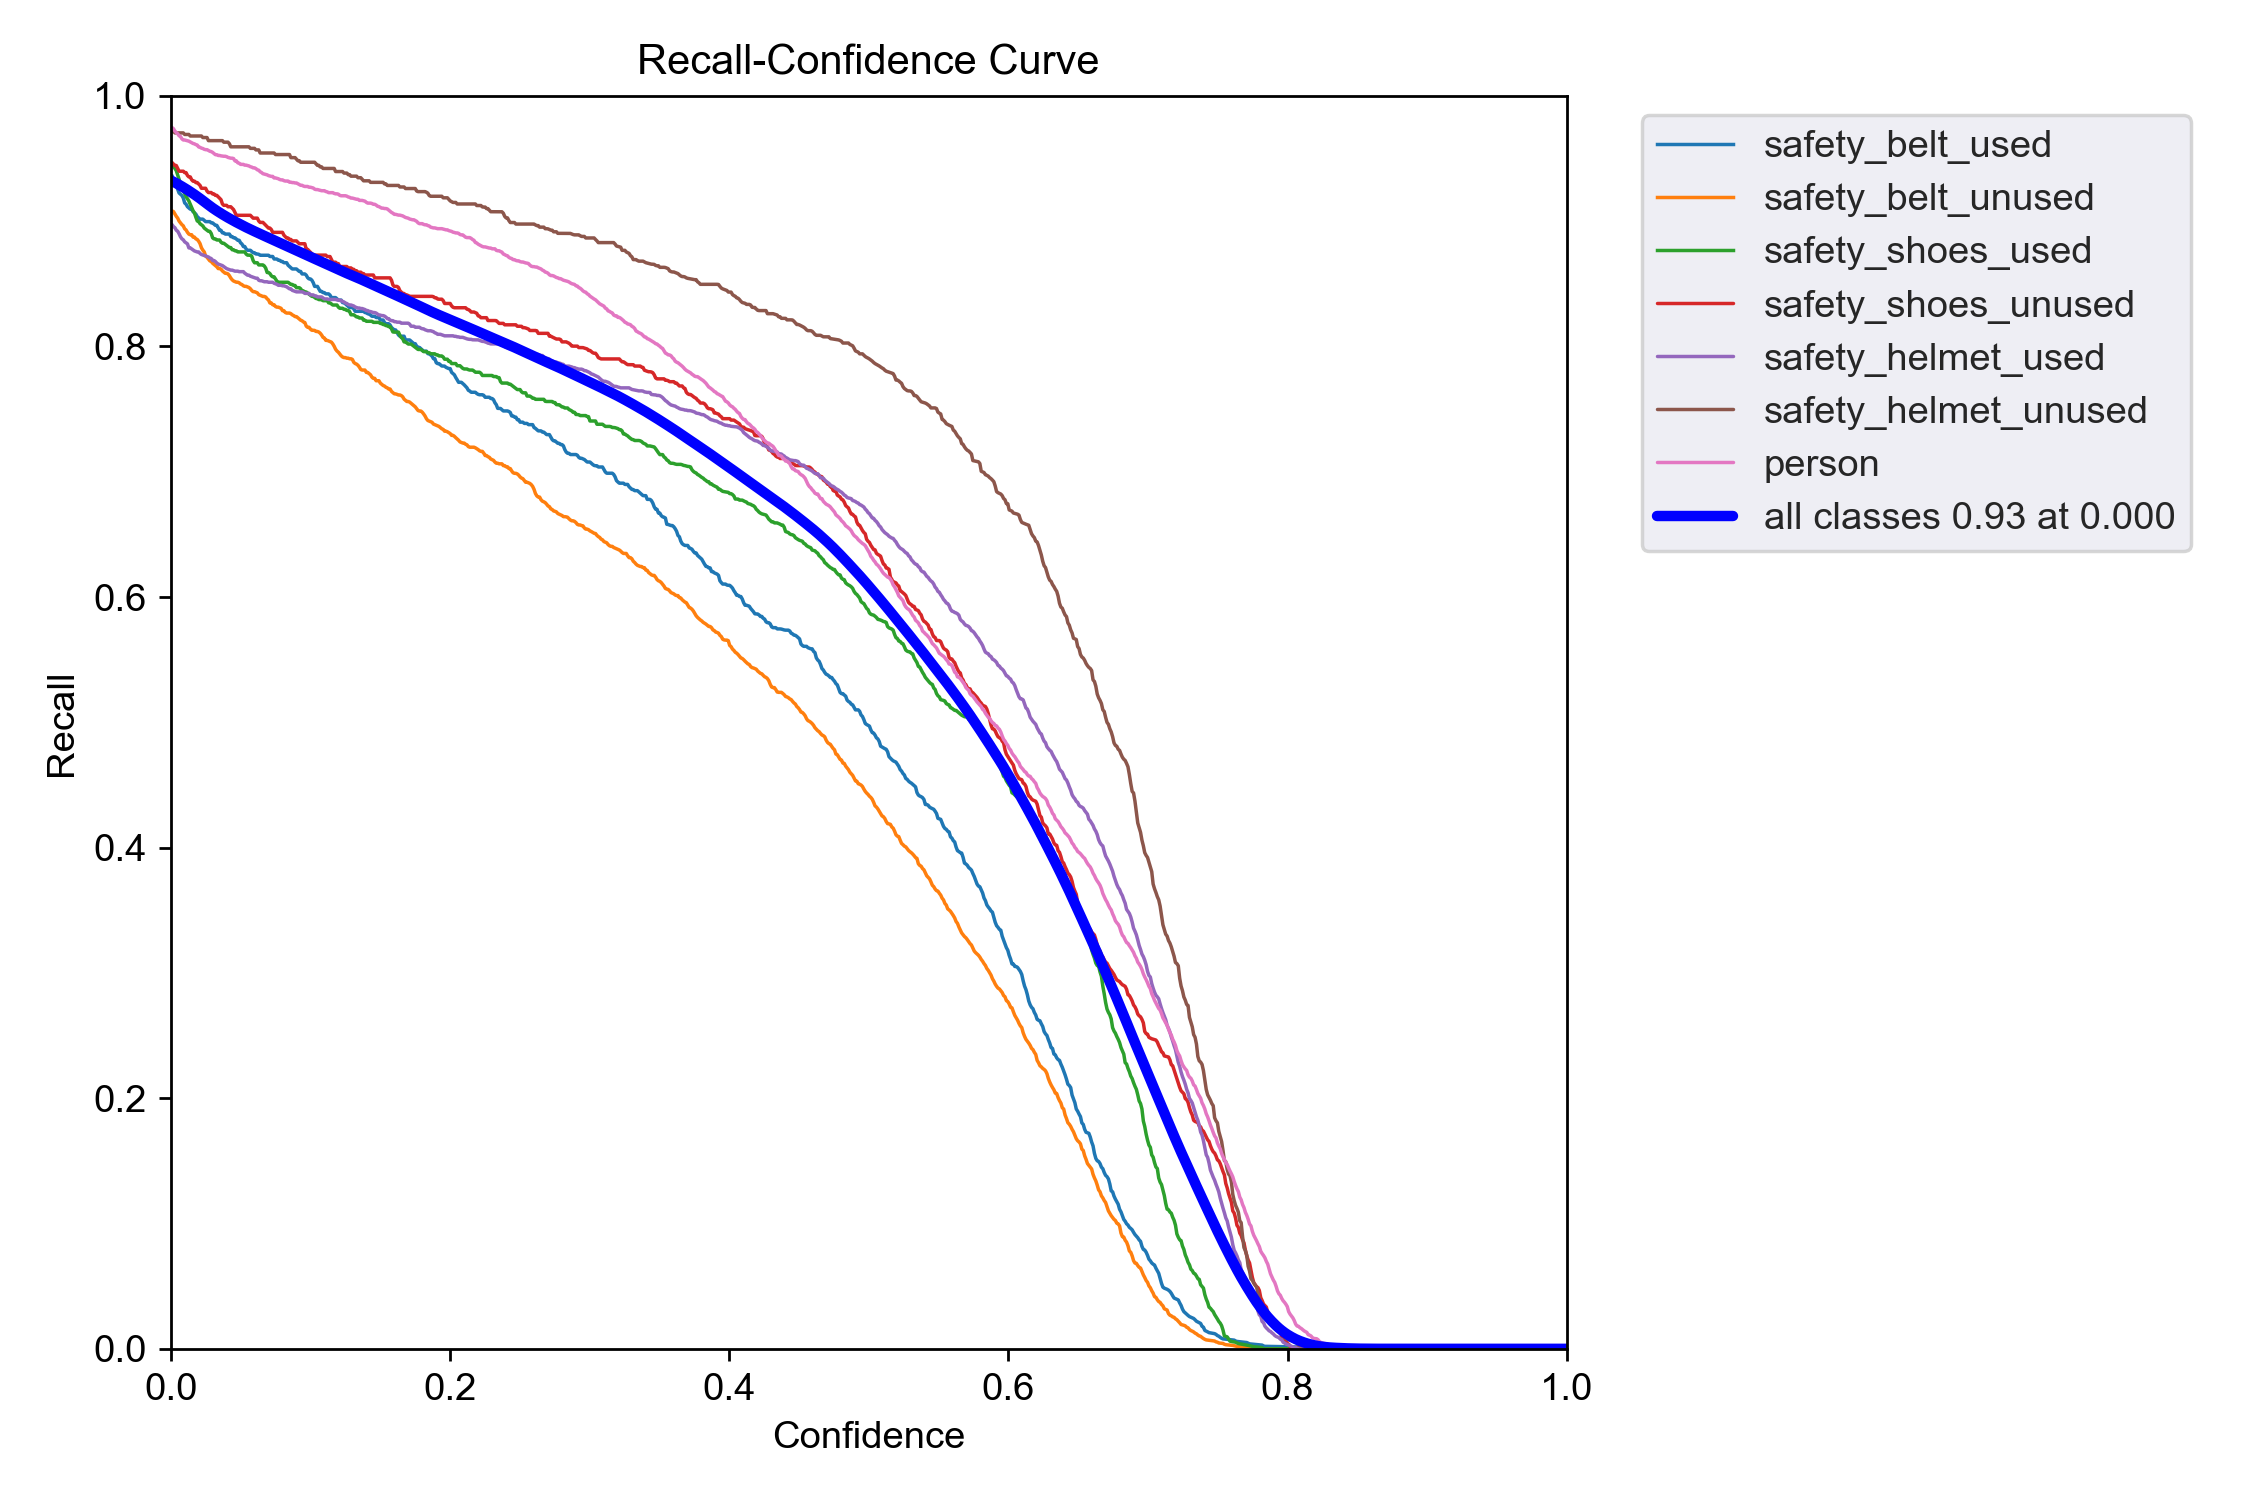 Recall-Confidence Curve
1.0
0.8
0.6
0.4
0.2
0.0
Recall
0.0 0.2 0.4 0.6 0.8 1.0
Confidence
safety_belt_used
safety_belt_unused
safety_shoes_used
safety_shoes_unused
safety_helmet_used
safety_helmet_unused
person
all classes 0.93 at 0.000